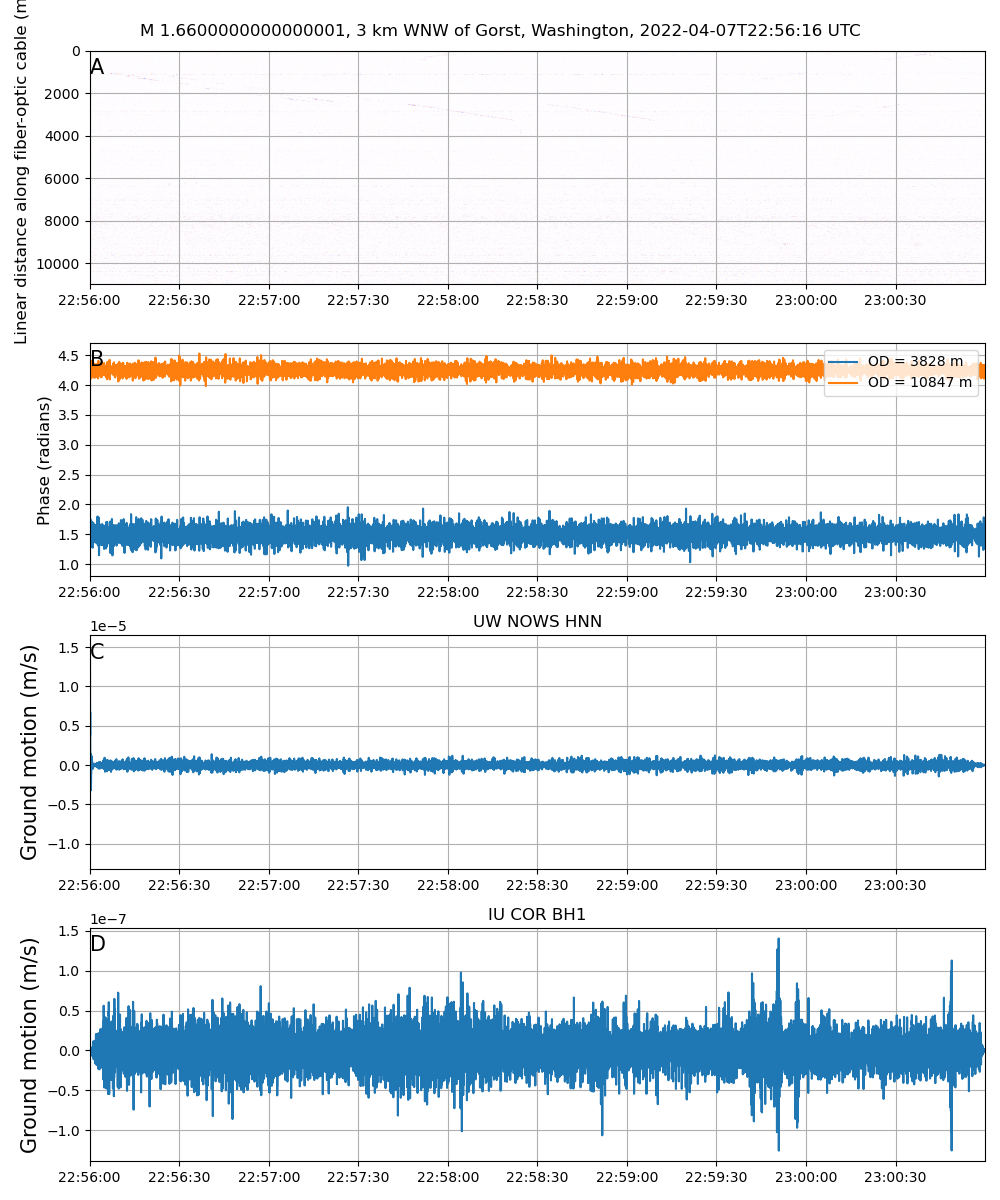 M 1.6600000000000001, 3 km WNW of Gorst, Washington, 2022-04-07T22:56:16 UTC
Linear distance along fiber-optic cable (m
A
0
2000
4000
6000
8000
10000
22:56:00 22:56:30 22:57:00 22:57:30 22:58:00 22:58:30 22:59:00 22:59:30 23:00:00 23:00:30
Phase (radians)
B
4.5
4.0
3.5
3.0
2.5
2.0
1.5
1.0
OD = 3828 m
OD = 10847 m
22:56:00 22:56:30 22:57:00 22:57:30 22:58:00 22:58:30 22:59:00 22:59:30 23:00:00 23:00:30
UW NOWS HNN
1e−5
Ground motion (m/s)
C
1.5
1.0
0.5
0.0
−0.5
−1.0
22:56:00 22:56:30 22:57:00 22:57:30 22:58:00 22:58:30 22:59:00 22:59:30 23:00:00 23:00:30
IU COR BH1
1e−7
Ground motion (m/s)
D
1.5
1.0
0.5
0.0
−0.5
−1.0
22:56:00 22:56:30 22:57:00 22:57:30 22:58:00 22:58:30 22:59:00 22:59:30 23:00:00 23:00:30